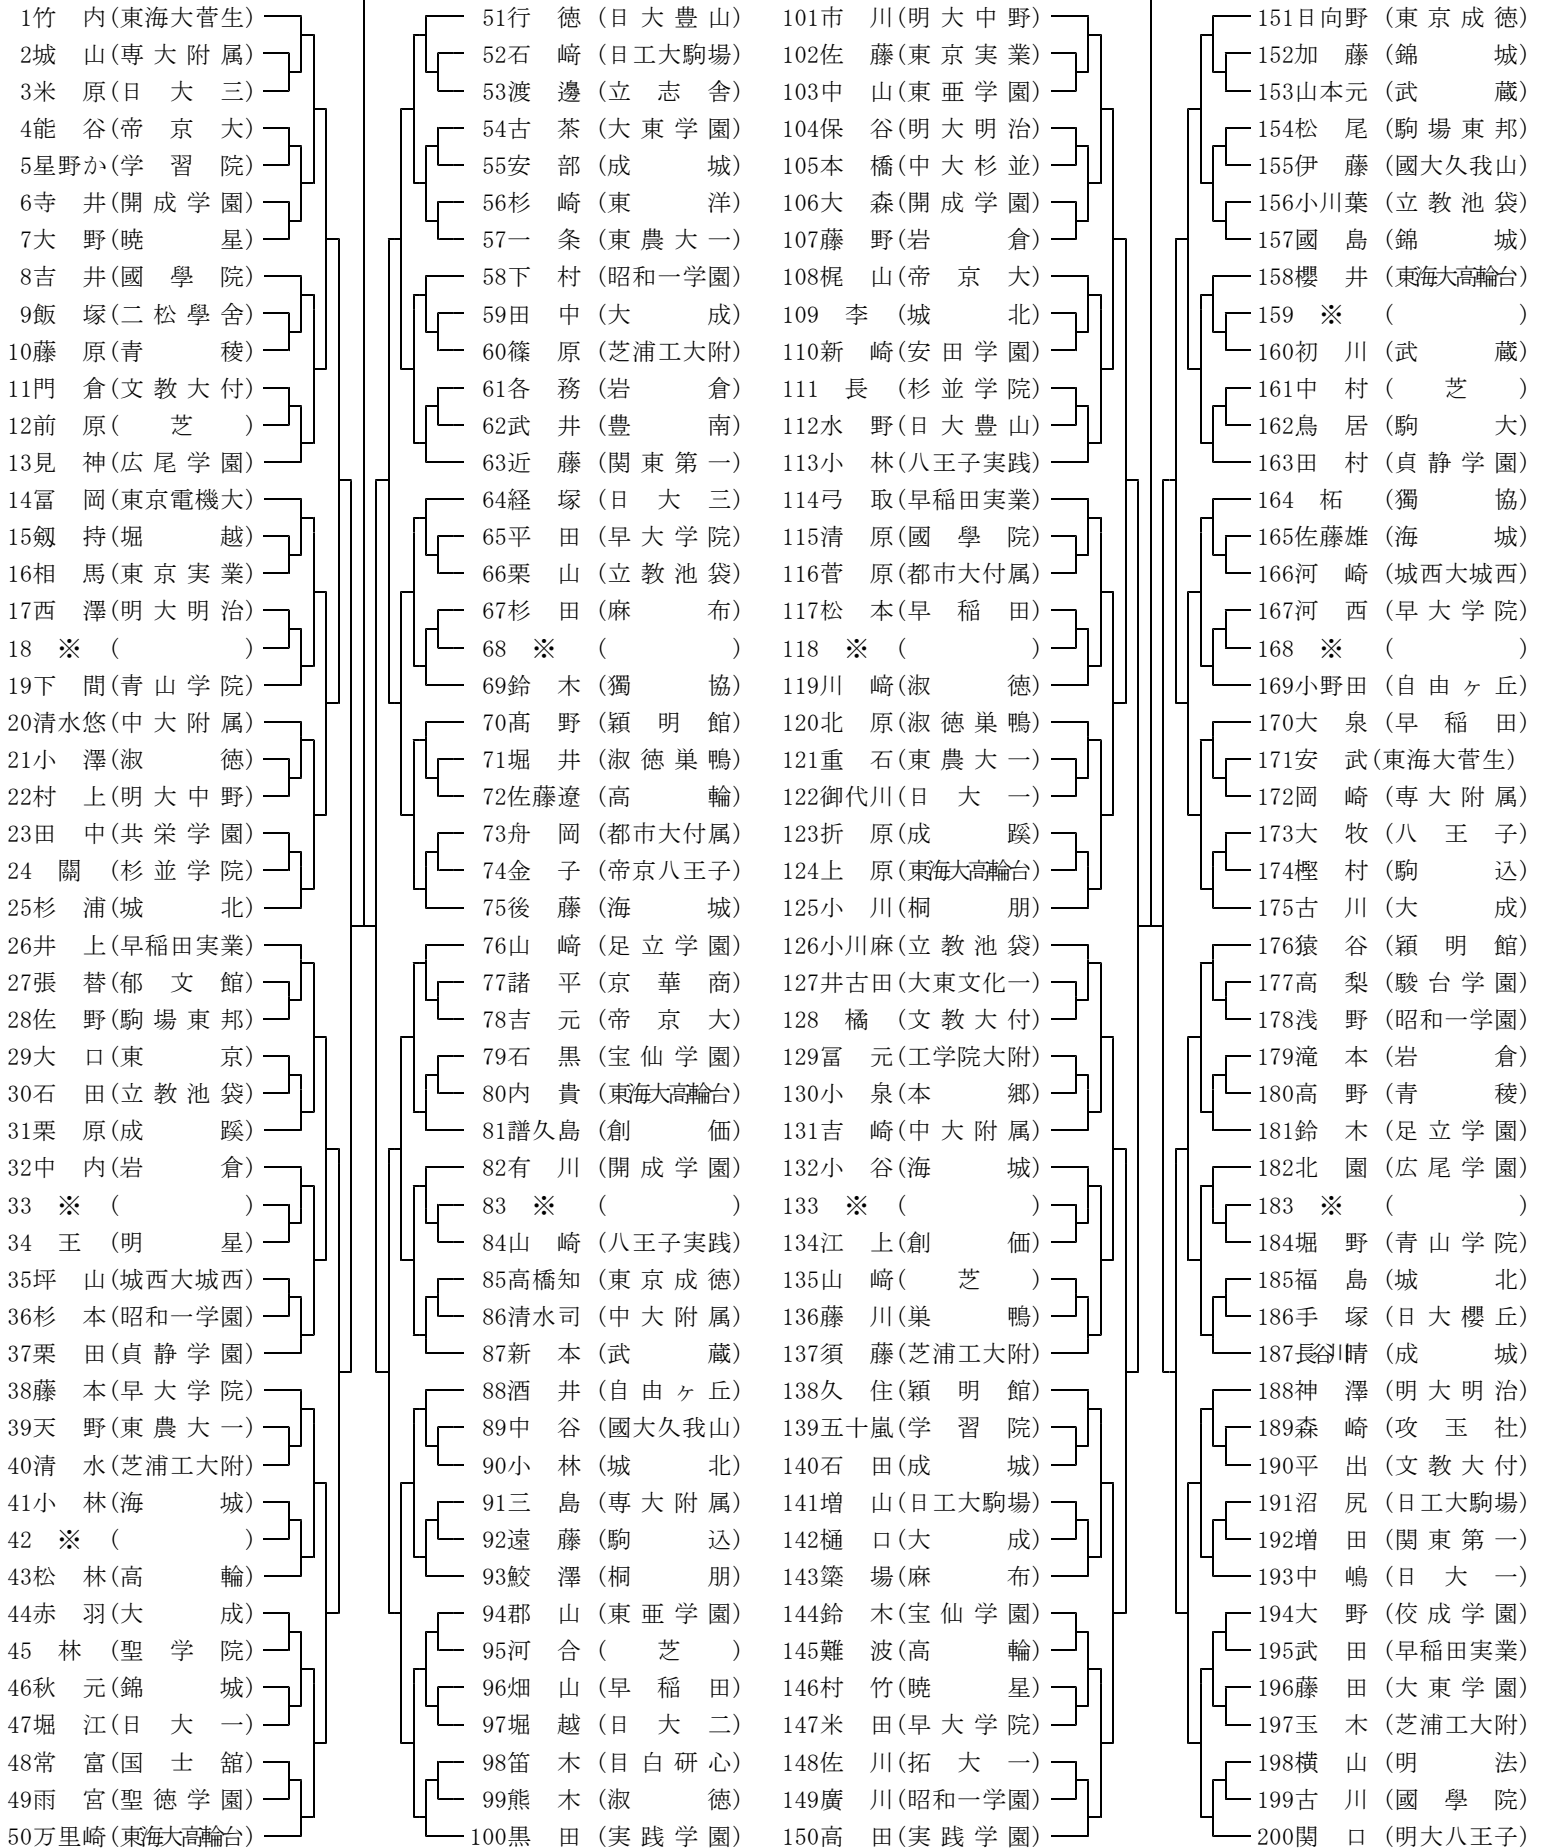 1竹　内(東海大菅生)
2城　山(専大附属)
3米　原(日大三)
4能　谷(帝京大)
5星野か(学習院)
6寺　井(開成学園)
7大　野(暁星)
8吉　井(國學院)
9飯　塚(二松學舎)
10藤　原(青稜)
11門　倉(文教大付)
12前　原(芝)
13見　神(広尾学園)
14冨　岡(東京電機大)
15剱　持(堀越)
16相　馬(東京実業)
17西　澤(明大明治)
18　※　(　)
19下　間(青山学院)
20清水悠(中大附属)
21小　澤(淑徳)
22村　上(明大中野)
23田　中(共栄学園)
24　關　(杉並学院)
25杉　浦(城北)
26井　上(早稲田実業)
27張　替(郁文館)
28佐　野(駒場東邦)
29大　口(東京)
30石　田(立教池袋)
31栗　原(成蹊)
32中　内(岩倉)
33　※　(　)
34　王　(明星)
35坪　山(城西大城西)
36杉　本(昭和一学園)
37栗　田(貞静学園)
38藤　本(早大学院)
39天　野(東農大一)
40清　水(芝浦工大附)
41小　林(海城)
42　※　(　)
43松　林(高輪)
44赤　羽(大成)
45　林　(聖学院)
46秋　元(錦城)
47堀　江(日大一)
48常　富(国士舘)
49雨　宮(聖徳学園)
50万里崎(東海大高輪台)
51行　徳(日大豊山)
52石　﨑(日工大駒場)
53渡　邊(立志舎)
54古　茶(大東学園)
55安　部(成城)
56杉　崎(東洋)
57一　条(東農大一)
58下　村(昭和一学園)
59田　中(大成)
60篠　原(芝浦工大附)
61各　務(岩倉)
62武　井(豊南)
63近　藤(関東第一)
64経　塚(日大三)
65平　田(早大学院)
66栗　山(立教池袋)
67杉　田(麻布)
68　※　(　)
69鈴　木(獨協)
70髙　野(穎明館)
71堀　井(淑徳巣鴨)
72佐藤遼(高輪)
73舟　岡(都市大付属)
74金　子(帝京八王子)
75後　藤(海城)
76山　﨑(足立学園)
77諸　平(京華商)
78吉　元(帝京大)
79石　黒(宝仙学園)
80内　貴(東海大高輪台)
81譜久島(創価)
82有　川(開成学園)
83　※　(　)
84山　崎(八王子実践)
85高橋知(東京成徳)
86清水司(中大附属)
87新　本(武蔵)
88酒　井(自由ヶ丘)
89中　谷(國大久我山)
90小　林(城北)
91三　島(専大附属)
92遠　藤(駒込)
93鮫　澤(桐朋)
94郡　山(東亜学園)
95河　合(芝)
96畑　山(早稲田)
97堀　越(日大二)
98笛　木(目白研心)
99熊　木(淑徳)
100黒　田(実践学園)
101市　川(明大中野)
102佐　藤(東京実業)
103中　山(東亜学園)
104保　谷(明大明治)
105本　橋(中大杉並)
106大　森(開成学園)
107藤　野(岩倉)
108梶　山(帝京大)
109　李　(城北)
110新　崎(安田学園)
111　長　(杉並学院)
112水　野(日大豊山)
113小　林(八王子実践)
114弓　取(早稲田実業)
115清　原(國學院)
116菅　原(都市大付属)
117松　本(早稲田)
118　※　(　)
119川　﨑(淑徳)
120北　原(淑徳巣鴨)
121重　石(東農大一)
122御代川(日大一)
123折　原(成蹊)
124上　原(東海大高輪台)
125小　川(桐朋)
126小川麻(立教池袋)
127井古田(大東文化一)
128　橘　(文教大付)
129冨　元(工学院大附)
130小　泉(本郷)
131吉　崎(中大附属)
132小　谷(海城)
133　※　(　)
134江　上(創価)
135山　﨑(芝)
136藤　川(巣鴨)
137須　藤(芝浦工大附)
138久　住(穎明館)
139五十嵐(学習院)
140石　田(成城)
141増　山(日工大駒場)
142樋　口(大成)
143築　場(麻布)
144鈴　木(宝仙学園)
145難　波(高輪)
146村　竹(暁星)
147米　田(早大学院)
148佐　川(拓大一)
149廣　川(昭和一学園)
150高　田(実践学園)
151日向野(東京成徳)
152加　藤(錦城)
153山本元(武蔵)
154松　尾(駒場東邦)
155伊　藤(國大久我山)
156小川葉(立教池袋)
157國　島(錦城)
158櫻　井(東海大高輪台)
159　※　(　)
160初　川(武蔵)
161中　村(芝)
162鳥　居(駒大)
163田　村(貞静学園)
164　柘　(獨協)
165佐藤雄(海城)
166河　崎(城西大城西)
167河　西(早大学院)
168　※　(　)
169小野田(自由ヶ丘)
170大　泉(早稲田)
171安　武(東海大菅生)
172岡　崎(専大附属)
173大　牧(八王子)
174樫　村(駒込)
175古　川(大成)
176猿　谷(穎明館)
177高　梨(駿台学園)
178浅　野(昭和一学園)
179滝　本(岩倉)
180高　野(青稜)
181鈴　木(足立学園)
182北　園(広尾学園)
183　※　(　)
184堀　野(青山学院)
185福　島(城北)
186手　塚(日大櫻丘)
187長谷川晴(成城)
188神　澤(明大明治)
189森　崎(攻玉社)
190平　出(文教大付)
191沼　尻(日工大駒場)
192増　田(関東第一)
193中　嶋(日大一)
194大　野(佼成学園)
195武　田(早稲田実業)
196藤　田(大東学園)
197玉　木(芝浦工大附)
198横　山(明法)
199古　川(國學院)
200関　口(明大八王子)